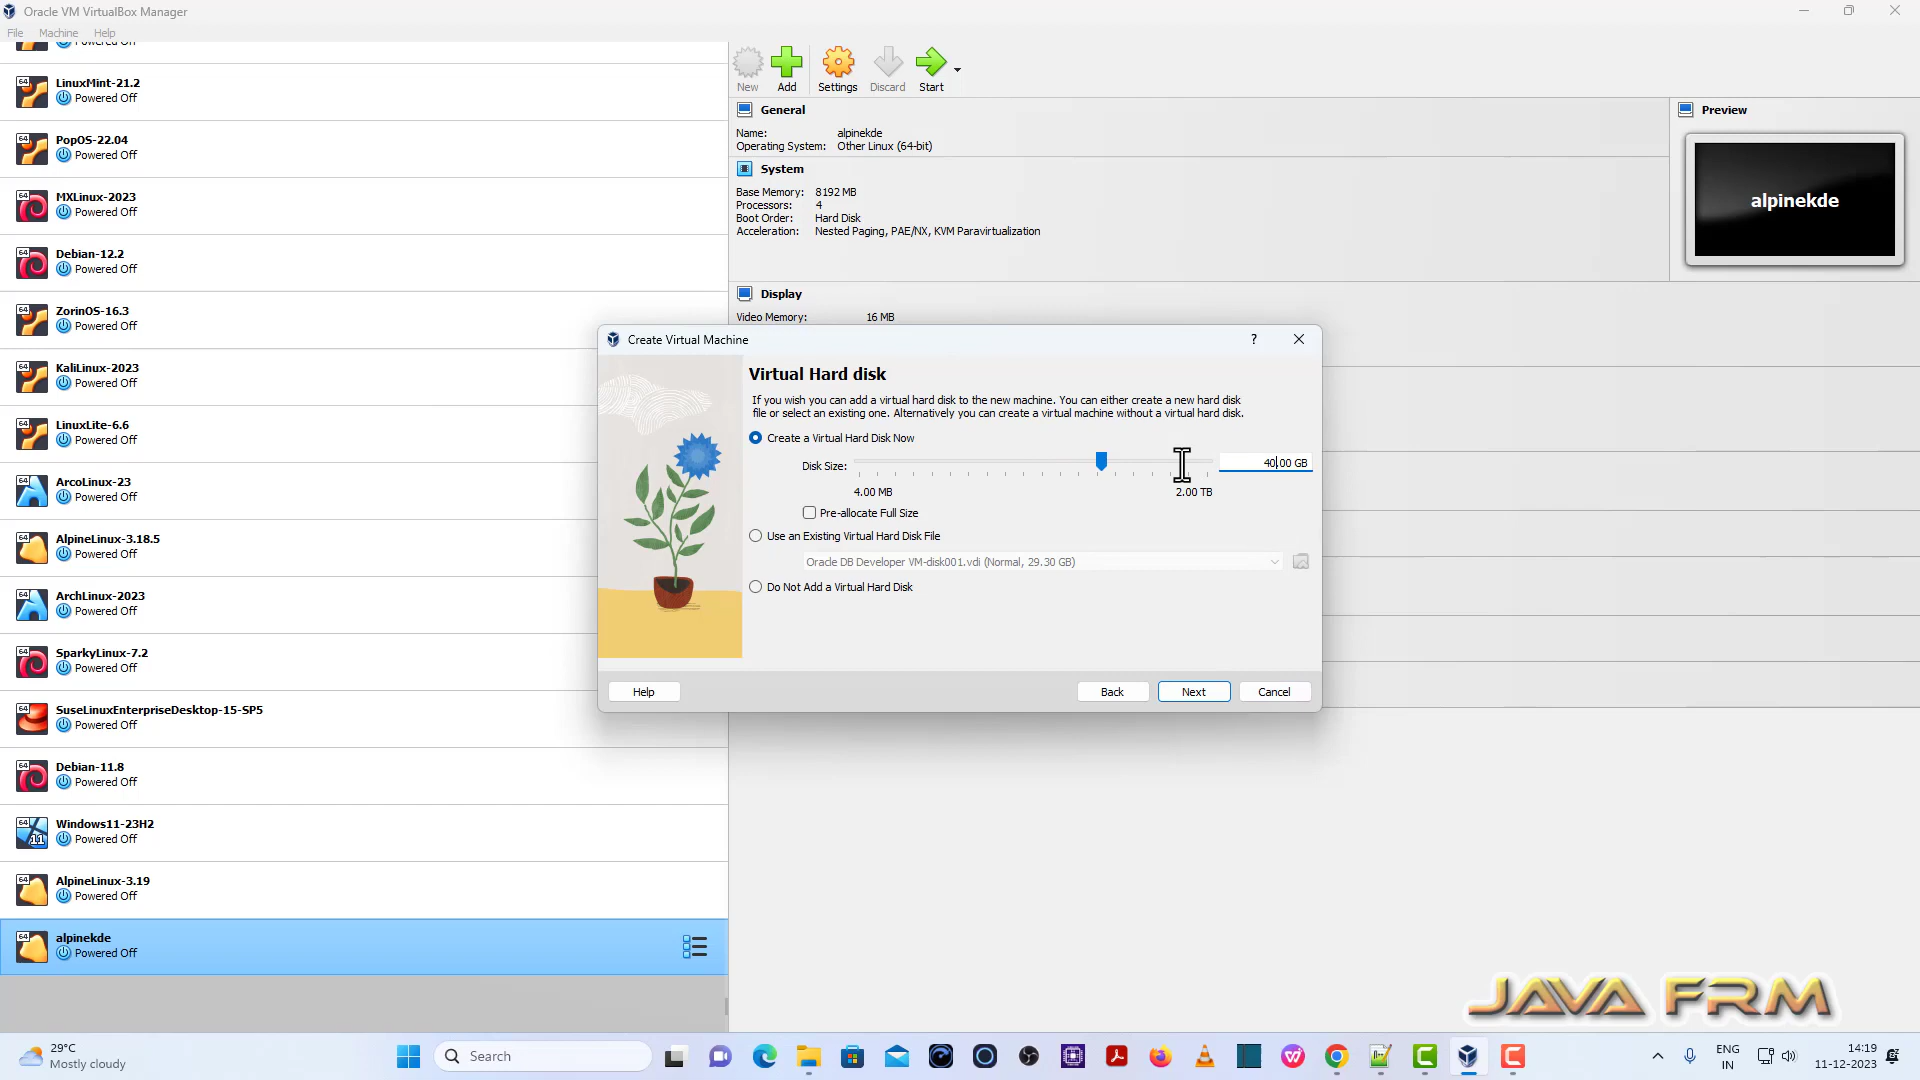 Oracle VM VirtualBox Manager
File Machine Help
Powered Off
LinuxMint-21.2
Powered Off
PopOS-22.04
Powered Off
MXLinux-2023
Powered Off
Debian-12.2
Powered Off
ZorinOS-16.3
Powered Off
KaliLinux-2023
Powered Off
LinuxLite-6.6
Powered Off
ArcoLinux-23
Powered Off
AlpineLinux-3.18.5
Powered Off
ArchLinux-2023
Powered Off
SparkyLinux-7.2
Powered Off
SuseLinuxEnterpriseDesktop-15-SP5
Powered Off
Debian-11.8
Powered Off
Windows11-23H2
Powered Off
AlpineLinux-3.19
Powered Off
alpinekde
Powered Off
New Add Settings Discard Start
General
Name: alpinekde
Operating System: Other Linux (64-bit)
System
Base Memory: 8192 MB
Processors: 4
Boot Order: Hard Disk
Acceleration: Nested Paging, PAE/NX, KVM Paravirtualization
Display
Video Memory: 16 MB
Preview
alpinekde
Create Virtual Machine
Virtual Hard disk
If you wish you can add a virtual hard disk to the new machine. You can either create a new hard disk
file or select an existing one. Alternatively you can create a virtual machine without a virtual hard disk.
Create a Virtual Hard Disk Now
Disk Size: 40.00 GB
4.00 MB 2.00 TB
Pre-allocate Full Size
Use an Existing Virtual Hard Disk File
Oracle DB Developer VM-disk001.vdi (Normal, 29.30 GB)
Do Not Add a Virtual Hard Disk
Help Back Next Cancel
JAVA FRM
29°C
Mostly cloudy
Search
ENG
IN
14:19
11-12-2023